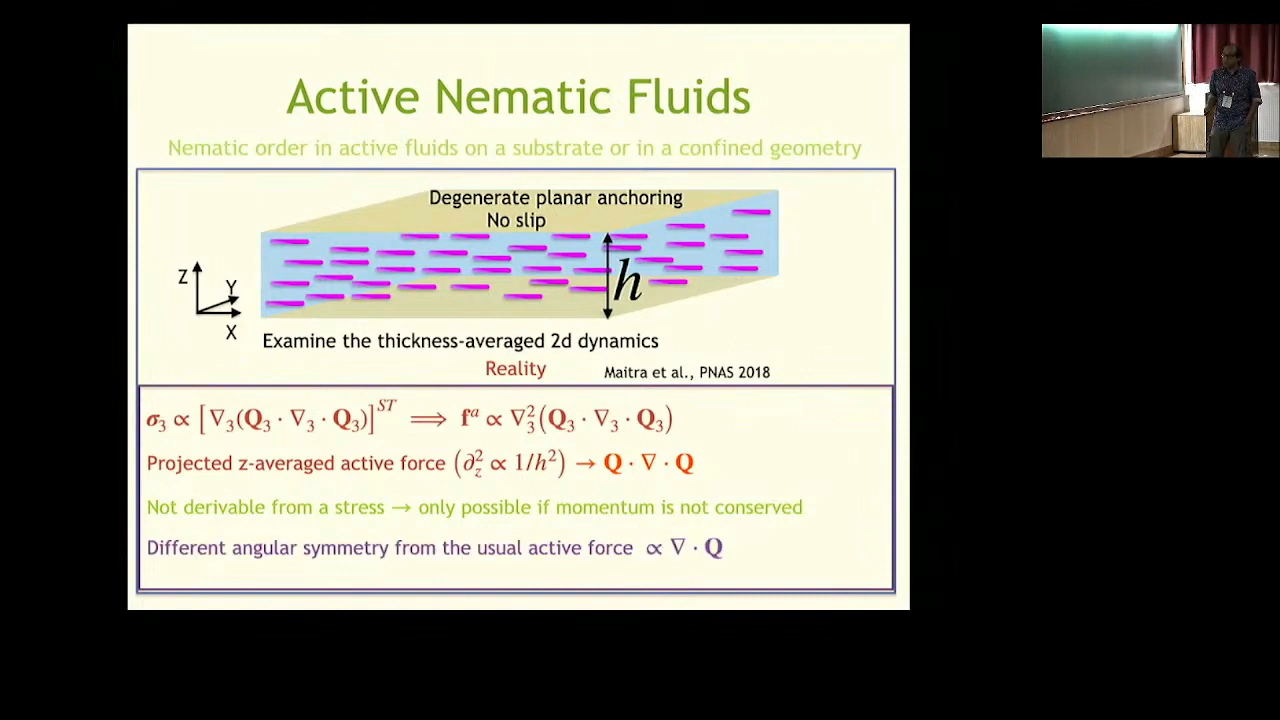 Active Nematic Fluids
Nematic order in active fluids on a substrate or in a confined geometry
Degenerate planar anchoring
No slip
h
Z
Y
X
Examine the thickness-averaged 2d dynamics
Reality
Maitra et al., PNAS 2018
σ₃ ∝ [∇₃(Q₃ · ∇₃ · Q₃)]^{ST} ⟹ fᵃ ∝ ∇₃²(Q₃ · ∇₃ · Q₃)
Projected z-averaged active force (∂_z² ∝ 1/h²) → Q · ∇ · Q
Not derivable from a stress → only possible if momentum is not conserved
Different angular symmetry from the usual active force ∝ ∇ · Q